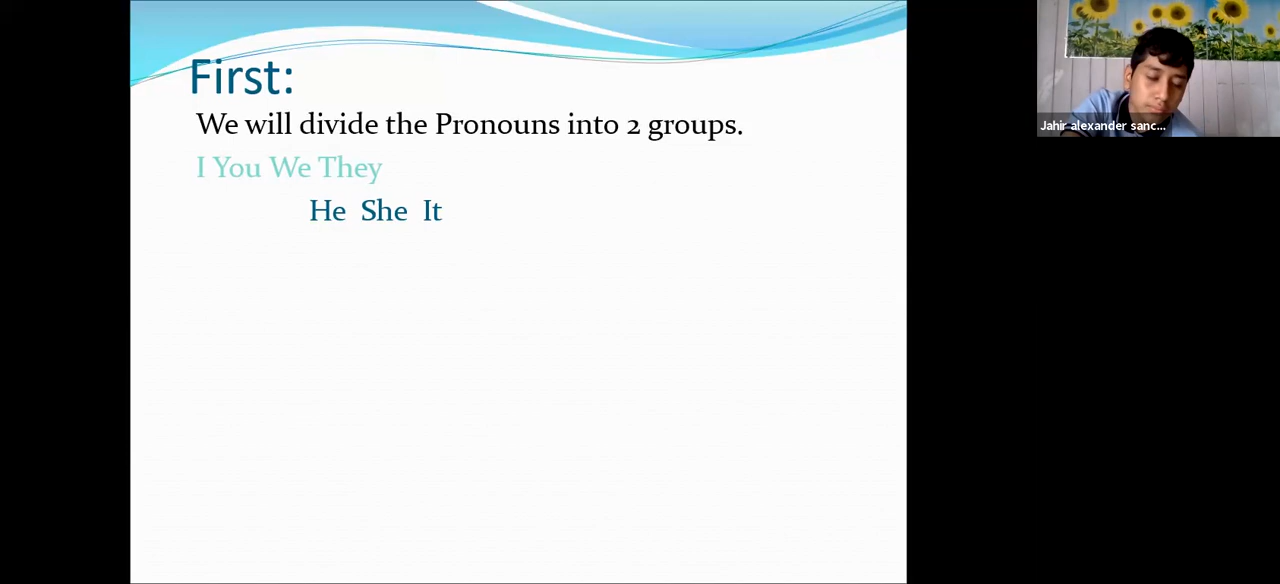 First:
We will divide the Pronouns into 2 groups.
I You We They
He She It
Jahir alexander sanc...